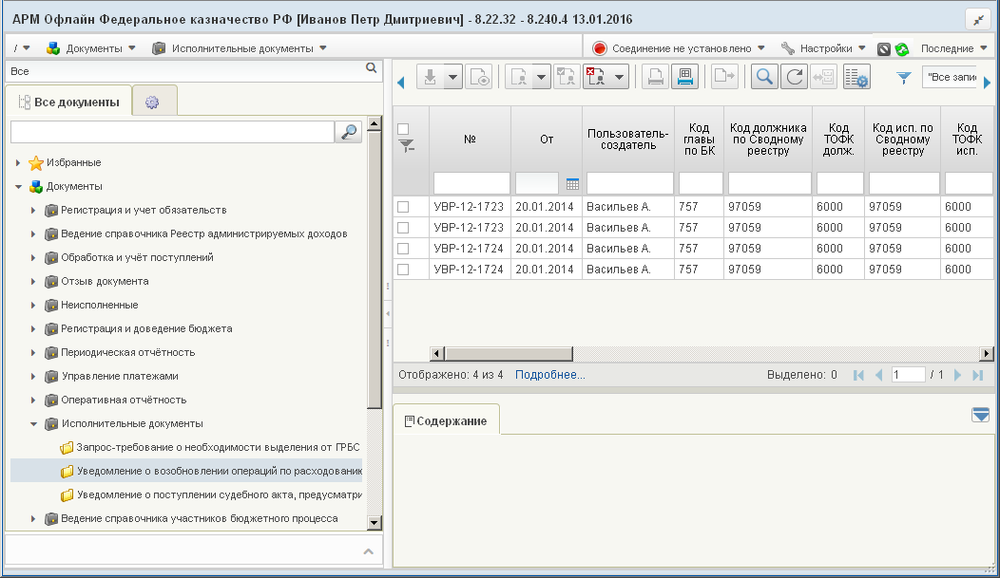 АРМ Офлайн Федеральное казначество РФ [Иванов Петр Дмитриевич] - 8.22.32 - 8.240.4 13.01.2016
/ Документы Исполнительные документы Соединение не установлено Настройки Последние
Все
"Все запи
Все документы
Избранные
Документы
Регистрация и учет обязательств
Ведение справочника Реестр администрируемых доходов
Обработка и учёт поступлений
Отзыв документа
Неисполненные
Регистрация и доведение бюджета
Периодическая отчётность
Управление платежами
Оперативная отчётность
Исполнительные документы
Запрос-требование о необходимости выделения от ГРБС
Уведомление о возобновлении операций по расходованию
Уведомление о поступлении судебного акта, предусматри
Ведение справочника участников бюджетного процесса
№ От Пользователь-создатель Код главы по БК Код должника по Сводному реестру Код ТОФК долж. Код исп. по Сводному реестру Код ТОФК исп.
УВР-12-1723 20.01.2014 Васильев А. 757 97059 6000 97059 6000
УВР-12-1723 20.01.2014 Васильев А. 757 97059 6000 97059 6000
УВР-12-1724 20.01.2014 Васильев А. 757 97059 6000 97059 6000
УВР-12-1724 20.01.2014 Васильев А. 757 97059 6000 97059 6000
Отображено: 4 из 4 Подробнее... Выделено: 0 1 / 1
Содержание